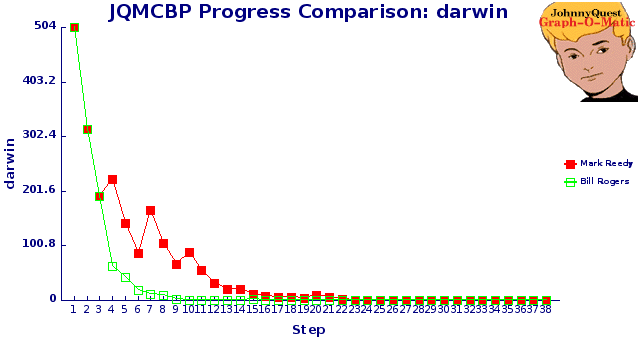 JQMCBP Progress Comparison: darwin
JohnnyQuest
Graph-O-Matic
504
403.2
302.4
201.6
100.8
0
darwin
Mark Reedy
Bill Rogers
1 2 3 4 5 6 7 8 9 10 11 12 13 14 15 16 17 18 19 20 21 22 23 24 25 26 27 28 29 30 31 32 33 34 35 36 37 38
Step